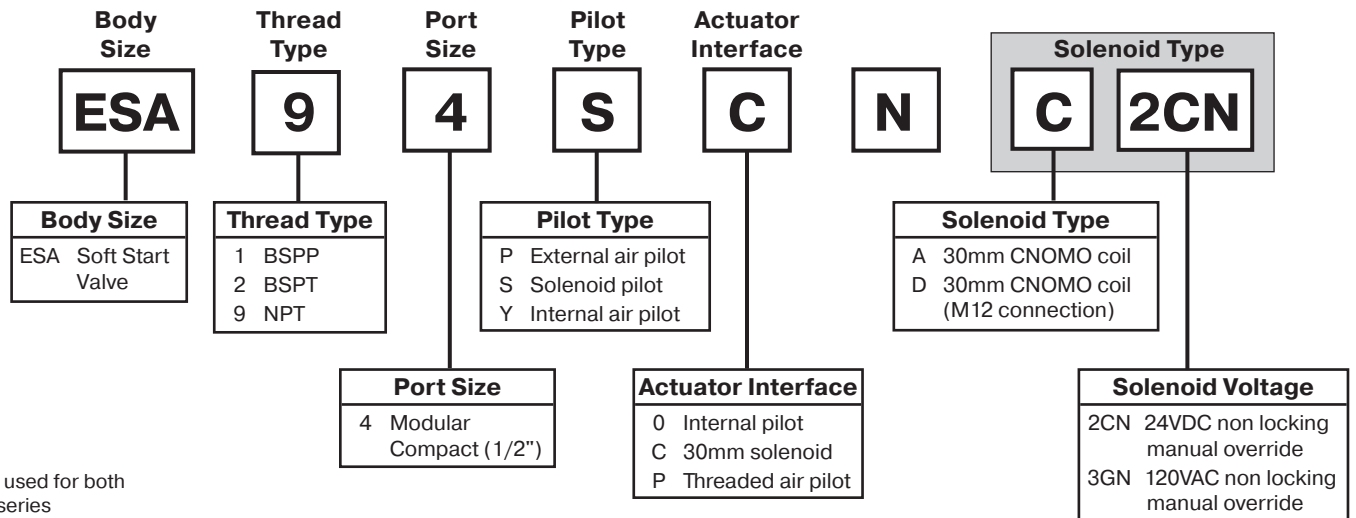 Body
Size
Thread
Type
Port
Size
Pilot
Type
Actuator
Interface
Solenoid Type
ESA
9
4
S
C
N
C
2CN
Body Size
ESA Soft Start
Valve
Thread Type
1 BSPP
2 BSPT
9 NPT
Pilot Type
P External air pilot
S Solenoid pilot
Y Internal air pilot
Solenoid Type
A 30mm CNOMO coil
D 30mm CNOMO coil
(M12 connection)
Port Size
4 Modular
Compact (1/2")
Actuator Interface
0 Internal pilot
C 30mm solenoid
P Threaded air pilot
Solenoid Voltage
2CN 24VDC non locking
manual override
3GN 120VAC non locking
manual override
used for both
series